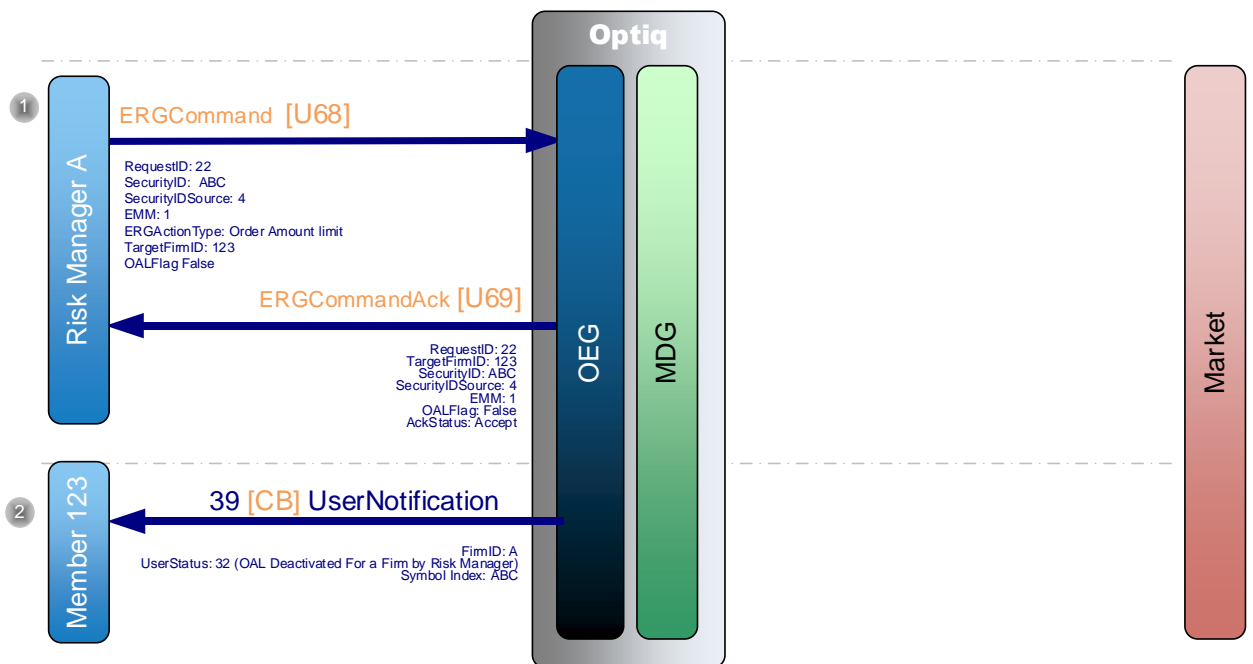 Optiq
1
Risk Manager A
ERGCommand [U68]
RequestID: 22
SecurityID: ABC
SecurityIDSource: 4
EMM: 1
ERGActionType: Order Amount limit
TargetFirmID: 123
OALFlag False
ERGCommandAck [U69]
RequestID: 22
TargetFirmID: 123
SecurityID: ABC
SecurityIDSource: 4
EMM: 1
OALFlag: False
AckStatus: Accept
OEG
MDG
Market
2
Member 123
39 [CB] UserNotification
FirmID: A
UserStatus: 32 (OAL Deactivated For a Firm by Risk Manager)
Symbol Index: ABC